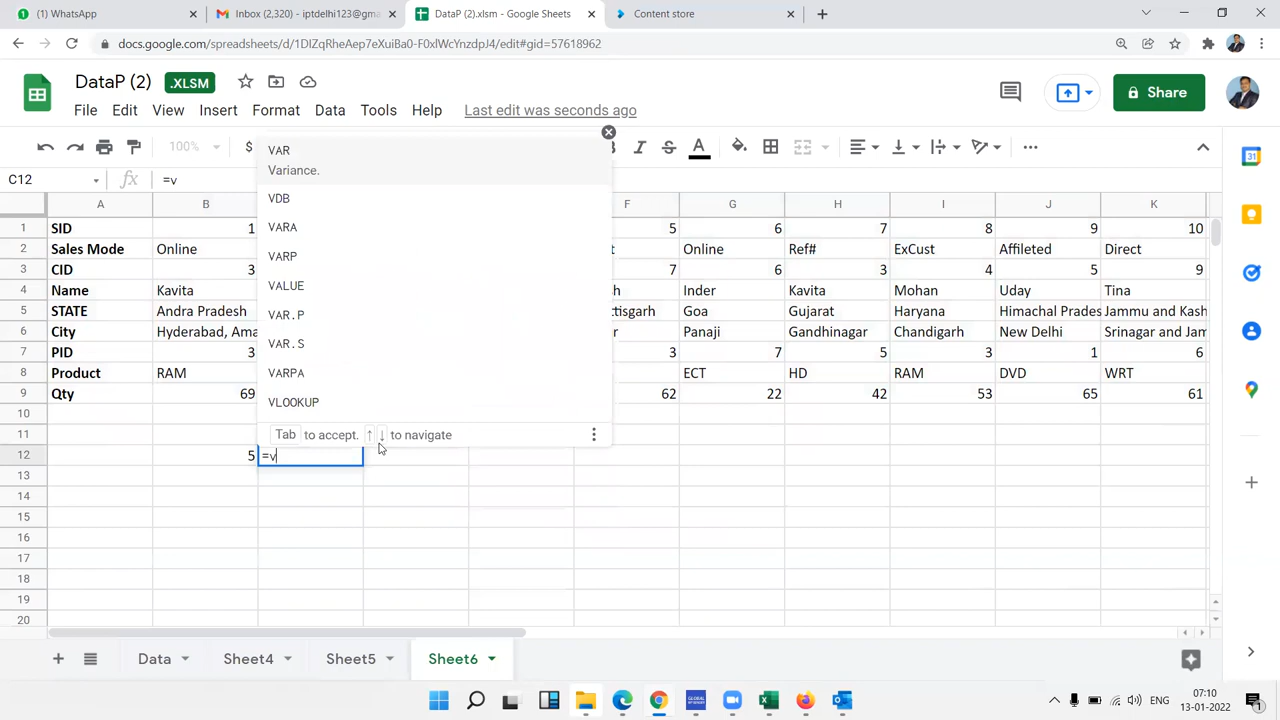 (1) WhatsApp
Inbox (2,320) - iptdelhi123@gma
DataP (2).xlsm - Google Sheets
Content store
docs.google.com/spreadsheets/d/1DIZqRheAep7eXuiBa0-F0xlWcYnzdpJ4/edit#gid=57618962
DataP (2) .XLSM
File Edit View Insert Format Data Tools Help Last edit was seconds ago
Share
100% $
C12 fx =v
VAR
Variance.
VDB
VARA
VARP
VALUE
VAR.P
VAR.S
VARPA
VLOOKUP
Tab to accept. ↑ ↓ to navigate
A B F G H I J K
1 SID 1 5 6 7 8 9 10
2 Sales Mode Online t Online Ref# ExCust Affileted Direct
3 CID 3 7 6 3 4 5 9
4 Name Kavita h Inder Kavita Mohan Uday Tina
5 STATE Andra Pradesh ttisgarh Goa Gujarat Haryana Himachal Prades Jammu and Kash
6 City Hyderabad, Ama r Panaji Gandhinagar Chandigarh New Delhi Srinagar and Jam
7 PID 3 3 7 5 3 1 6
8 Product RAM ECT HD RAM DVD WRT
9 Qty 69 62 22 42 53 65 61
10
11
12 5 =v
13
14
15
16
17
18
19
20
Data Sheet4 Sheet5 Sheet6
ENG 07:10
13-01-2022